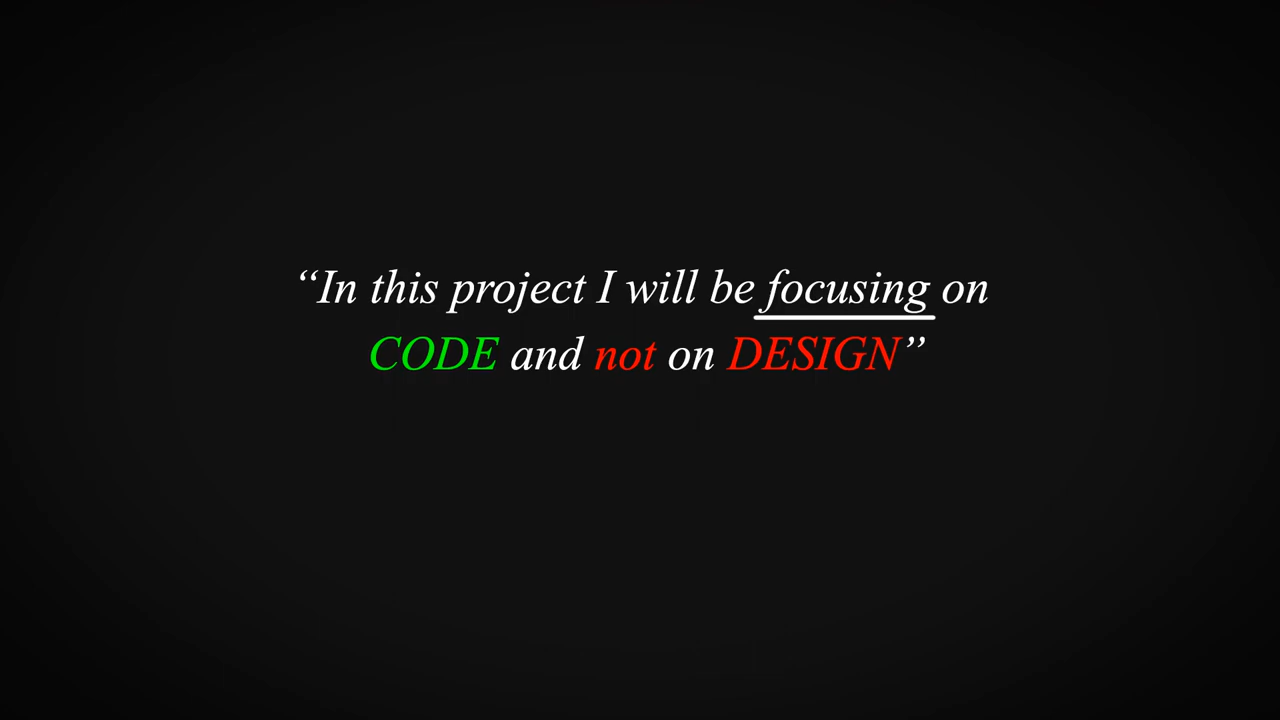 “In this project I will be focusing on
CODE and not on DESIGN”